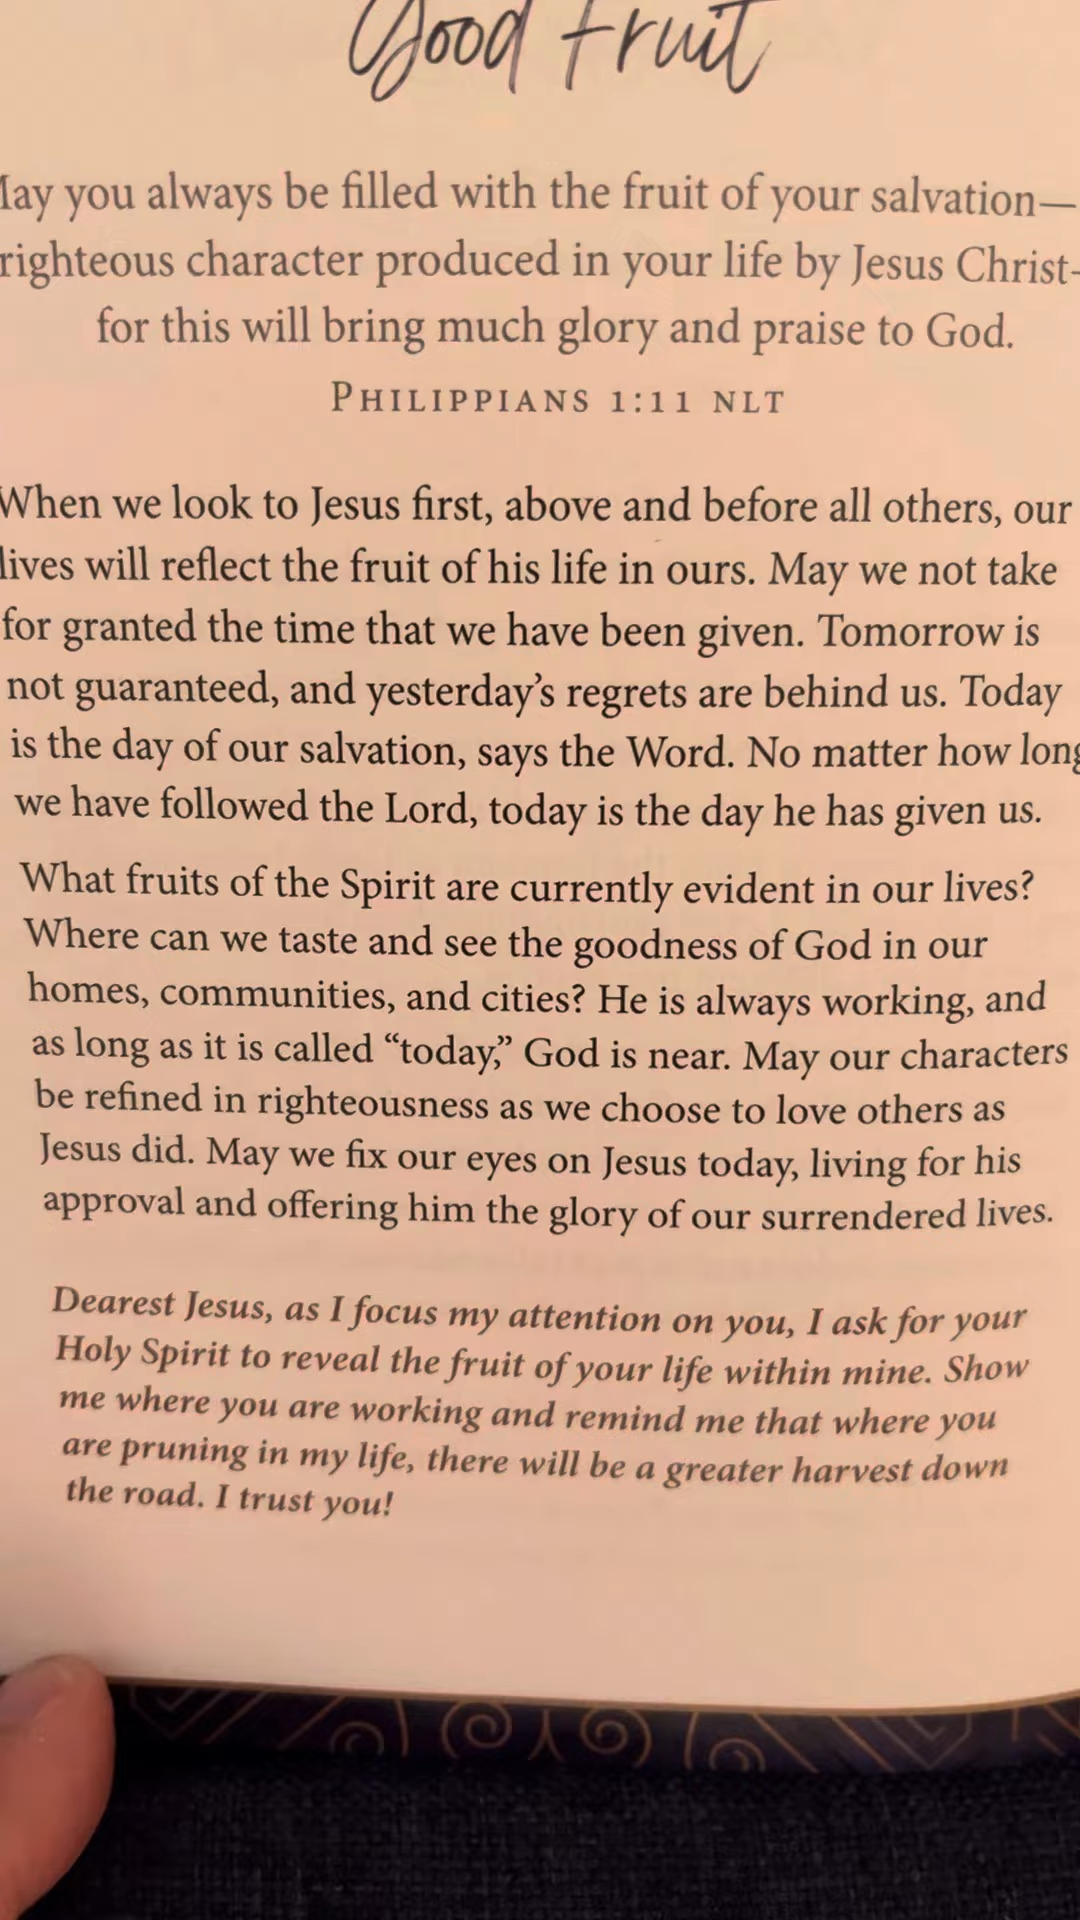 Good Fruit
May you always be filled with the fruit of your salvation—
righteous character produced in your life by Jesus Christ—
for this will bring much glory and praise to God.
PHILIPPIANS 1:11 NLT
When we look to Jesus first, above and before all others, our
lives will reflect the fruit of his life in ours. May we not take
for granted the time that we have been given. Tomorrow is
not guaranteed, and yesterday’s regrets are behind us. Today
is the day of our salvation, says the Word. No matter how long
we have followed the Lord, today is the day he has given us.
What fruits of the Spirit are currently evident in our lives?
Where can we taste and see the goodness of God in our
homes, communities, and cities? He is always working, and
as long as it is called “today,” God is near. May our characters
be refined in righteousness as we choose to love others as
Jesus did. May we fix our eyes on Jesus today, living for his
approval and offering him the glory of our surrendered lives.
Dearest Jesus, as I focus my attention on you, I ask for your
Holy Spirit to reveal the fruit of your life within mine. Show
me where you are working and remind me that where you
are pruning in my life, there will be a greater harvest down
the road. I trust you!